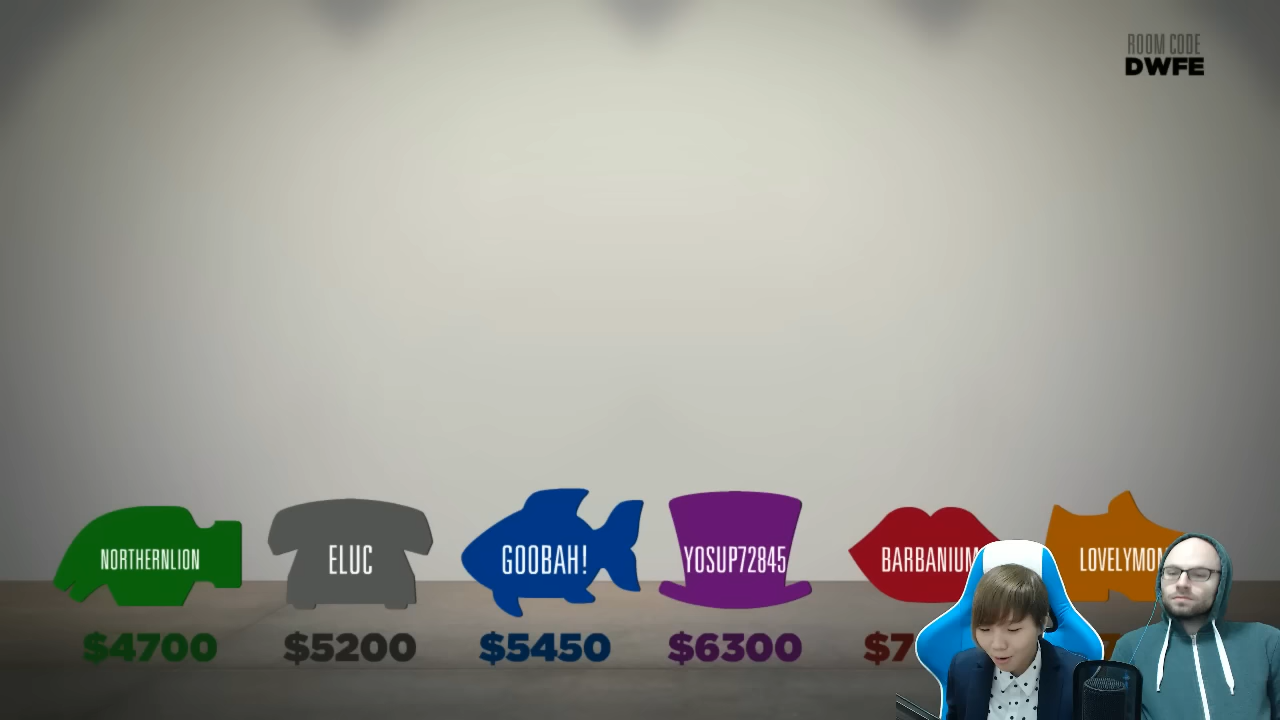 ROOM CODE
DWFE
NORTHERNLION
ELUC
GOOBAH!
YOSUP72845
BARBANIUM
$4700
$5200
$5450
$6300